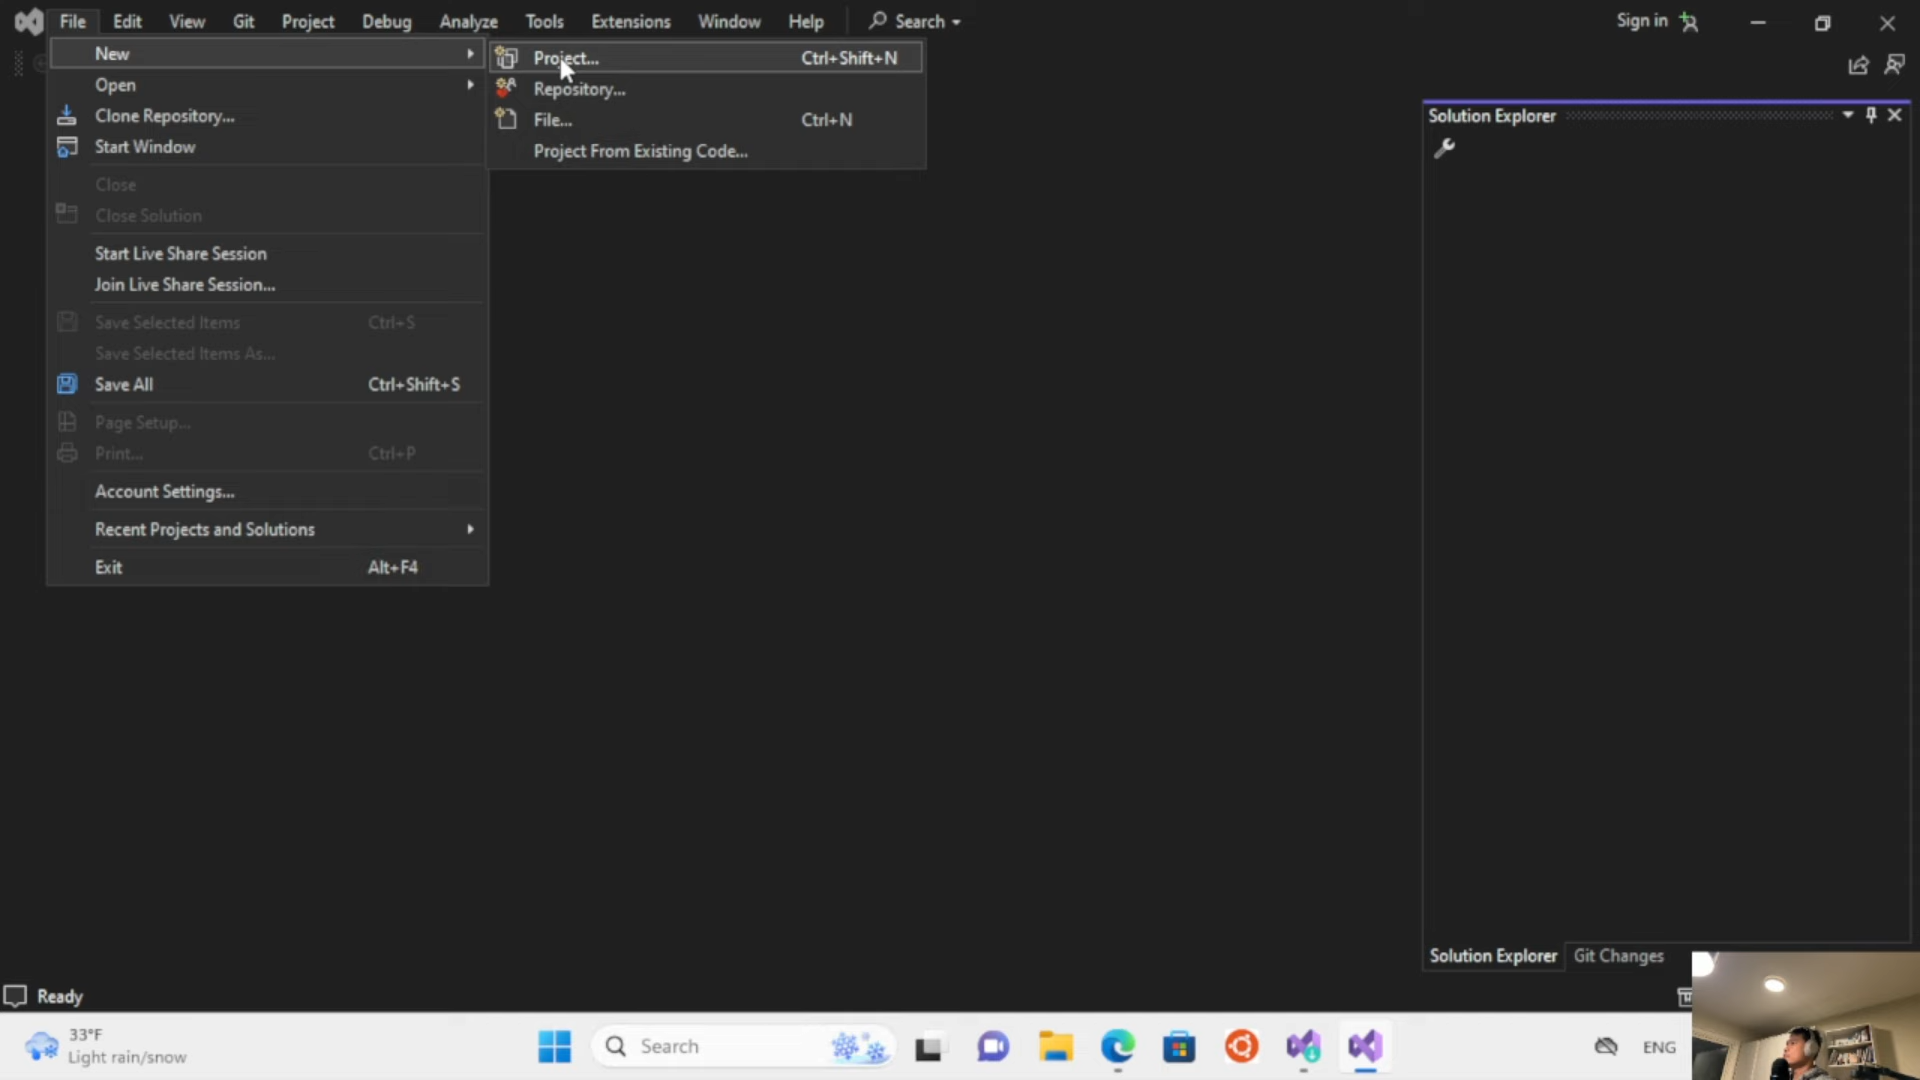 File Edit View Git Project Debug Analyze Tools Extensions Window Help Search Sign in
New
Open
Clone Repository...
Start Window
Close
Close Solution
Start Live Share Session
Join Live Share Session...
Save Selected Items Ctrl+S
Save Selected Items As...
Save All Ctrl+Shift+S
Page Setup...
Print... Ctrl+P
Account Settings...
Recent Projects and Solutions
Exit Alt+F4
Project... Ctrl+Shift+N
Repository...
File... Ctrl+N
Project From Existing Code...
Solution Explorer
Solution Explorer Git Changes
Ready
33°F
Light rain/snow
Search
ENG